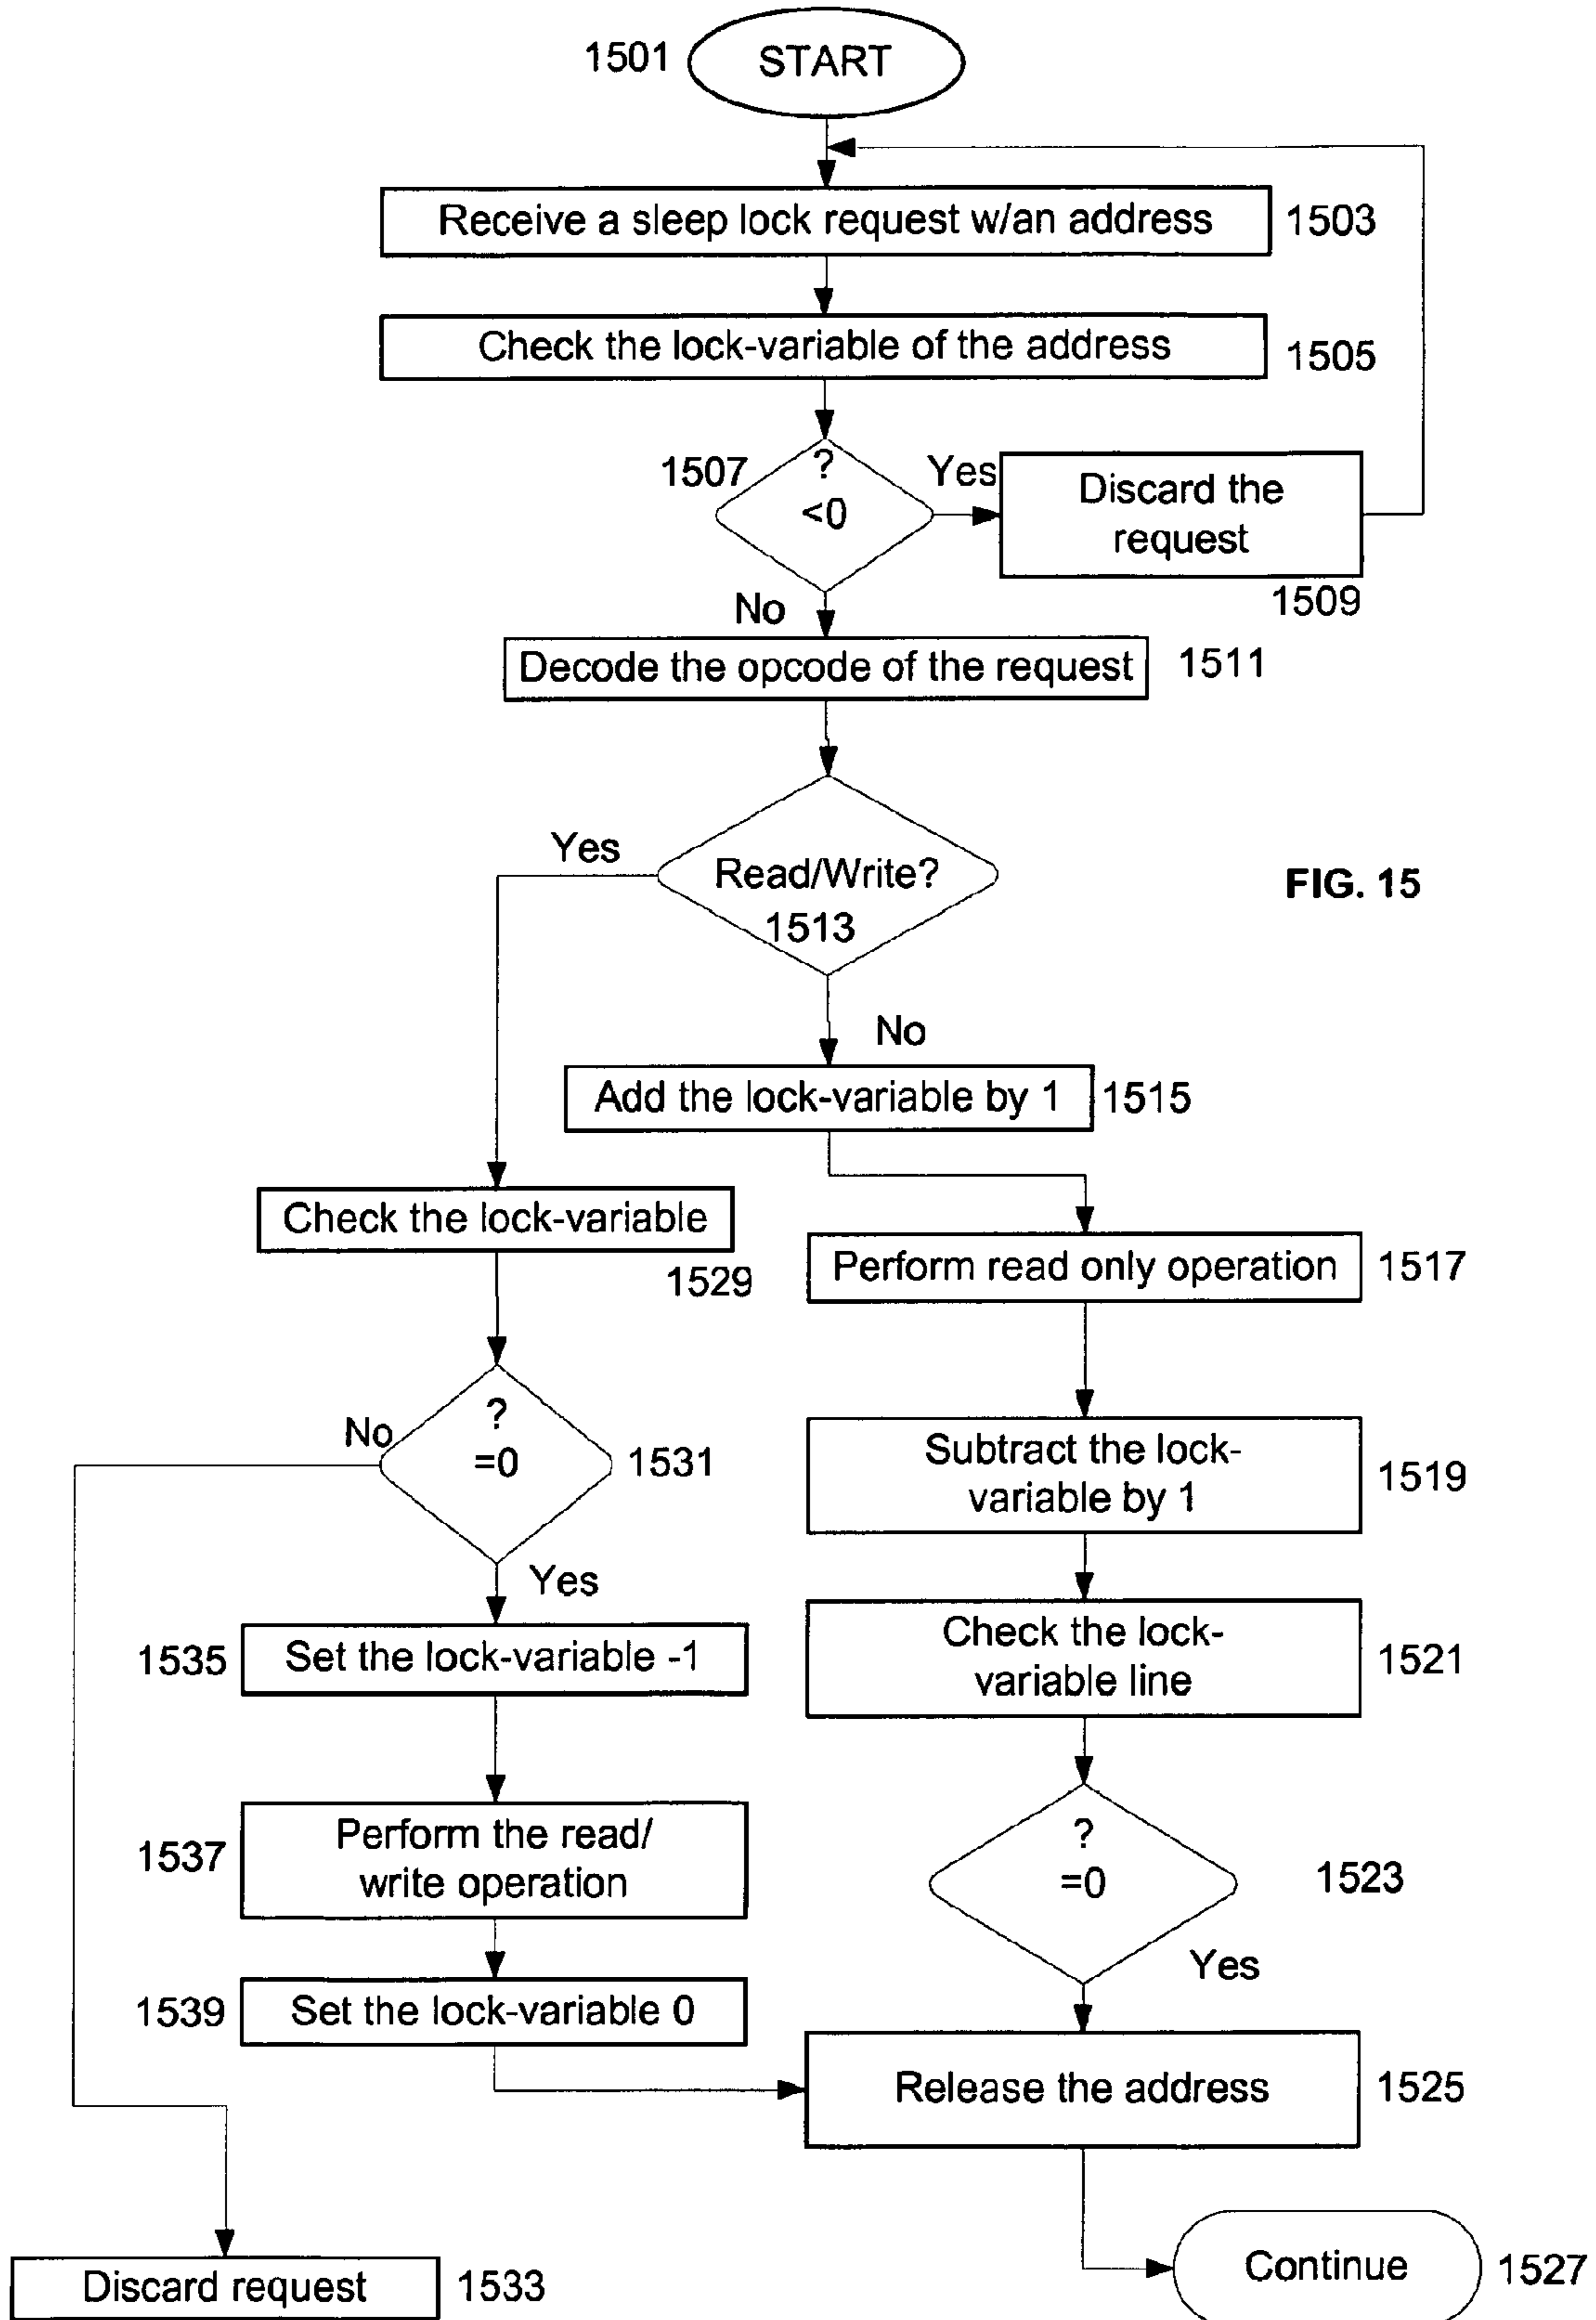 1501
START
Receive a sleep lock request w/an address
1503
Check the lock-variable of the address
1505
1507
?
<0
Yes
Discard the
request
1509
No
Decode the opcode of the request
1511
Yes
Read/Write?
1513
FIG. 15
No
Add the lock-variable by 1
1515
Check the lock-variable
1529
Perform read only operation
1517
No
?
=0
1531
Subtract the lock-
variable by 1
1519
Yes
1535
Set the lock-variable -1
Check the lock-
variable line
1521
1537
Perform the read/
write operation
?
=0
1523
Yes
1539
Set the lock-variable 0
Release the address
1525
Discard request
1533
Continue
1527